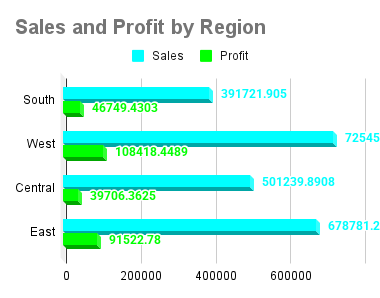 Sales and Profit by Region
Sales Profit
South 391721.905
46749.4303
West 72545
108418.4489
Central 501239.8908
39706.3625
East 678781.2
91522.78
0 200000 400000 600000